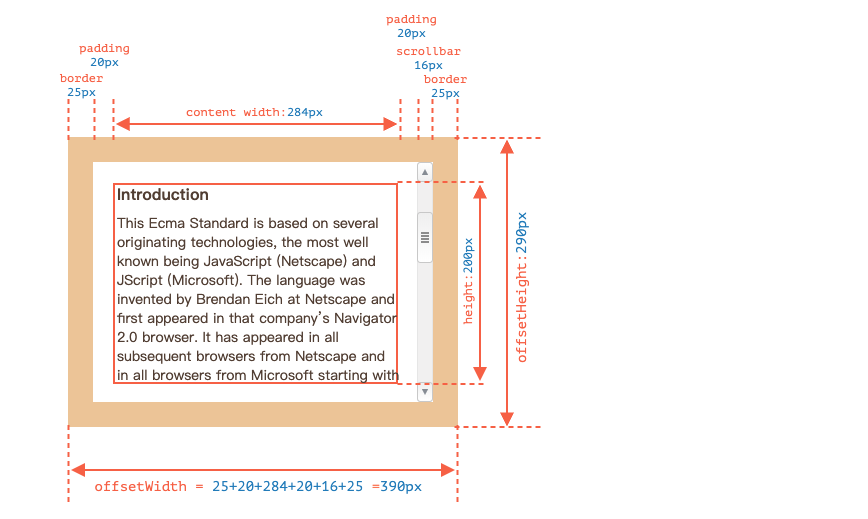 padding
20px
scrollbar
16px
border
25px
padding
20px
border
25px
content width:284px
Introduction
This Ecma Standard is based on several
originating technologies, the most well
known being JavaScript (Netscape) and
JScript (Microsoft). The language was
invented by Brendan Eich at Netscape and
first appeared in that company's Navigator
2.0 browser. It has appeared in all
subsequent browsers from Netscape and
in all browsers from Microsoft starting with
height:200px
offsetHeight:290px
offsetWidth = 25+20+284+20+16+25 =390px